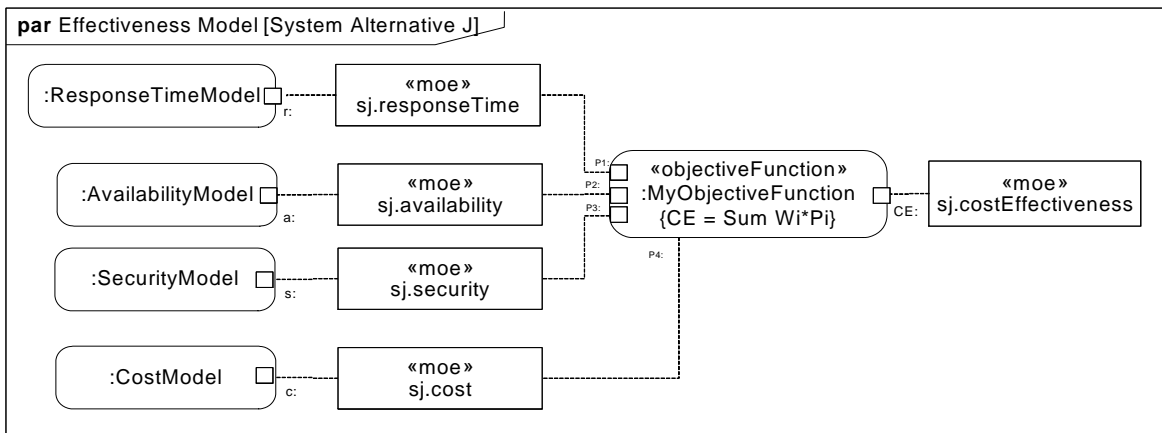 par Effectiveness Model [System Alternative J]
:ResponseTimeModel
r:
«moe»
sj.responseTime
:AvailabilityModel
a:
«moe»
sj.availability
:SecurityModel
s:
«moe»
sj.security
:CostModel
c:
«moe»
sj.cost
P1:
P2:
P3:
P4:
«objectiveFunction»
:MyObjectiveFunction
{CE = Sum Wi*Pi}
CE:
«moe»
sj.costEffectiveness